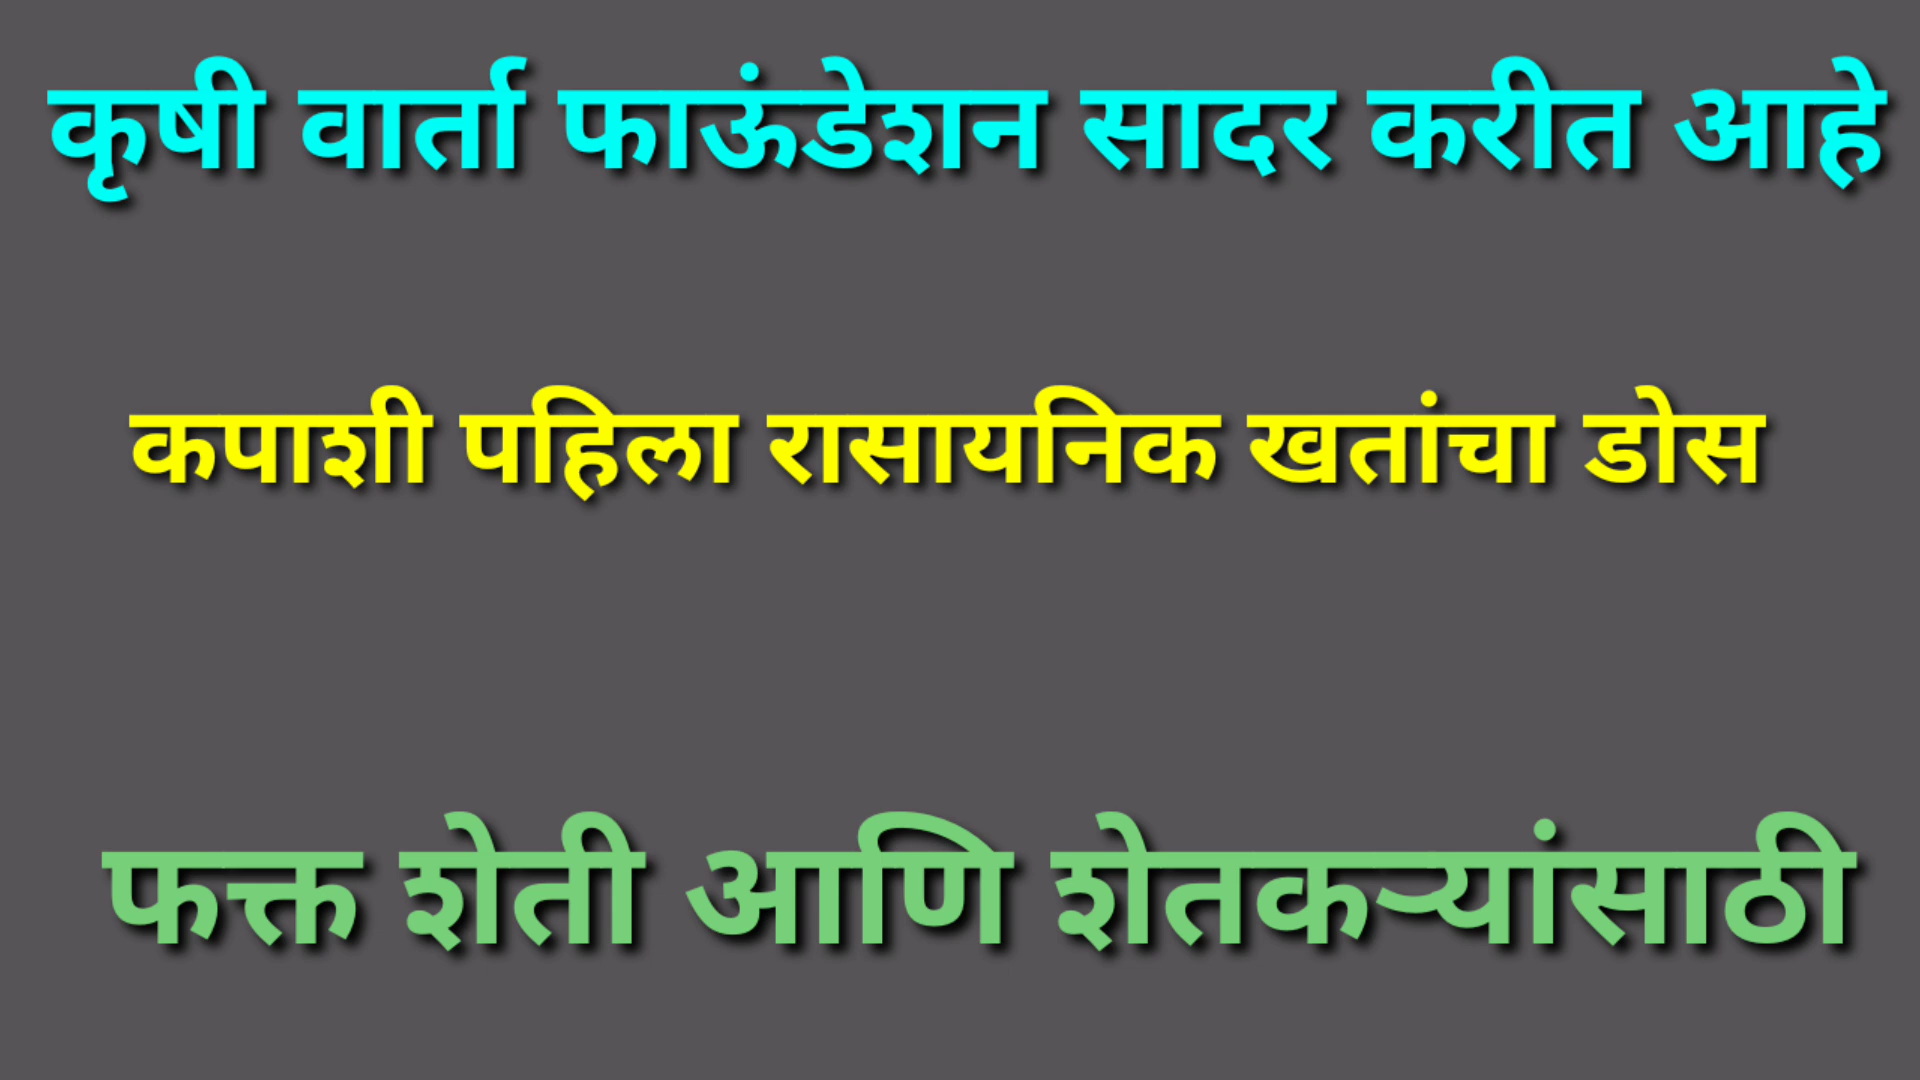 कृषी वार्ता फाऊंडेशन सादर करीत आहे
कपाशी पहिला रासायनिक खतांचा डोस
फक्त शेती आणि शेतकऱ्यांसाठी